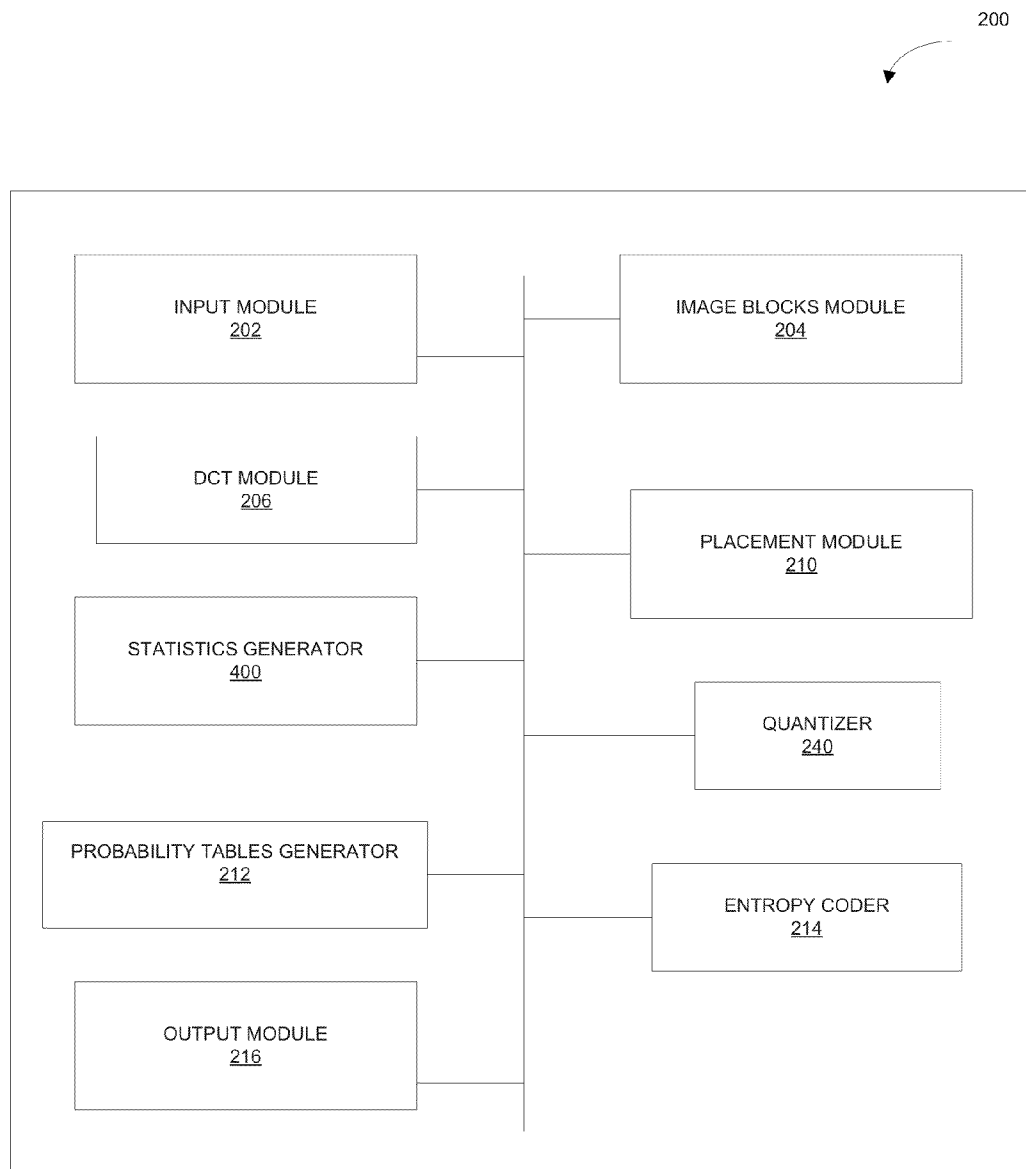 200
INPUT MODULE
202
IMAGE BLOCKS MODULE
204
DCT MODULE
206
PLACEMENT MODULE
210
STATISTICS GENERATOR
400
QUANTIZER
240
PROBABILITY TABLES GENERATOR
212
ENTROPY CODER
214
OUTPUT MODULE
216